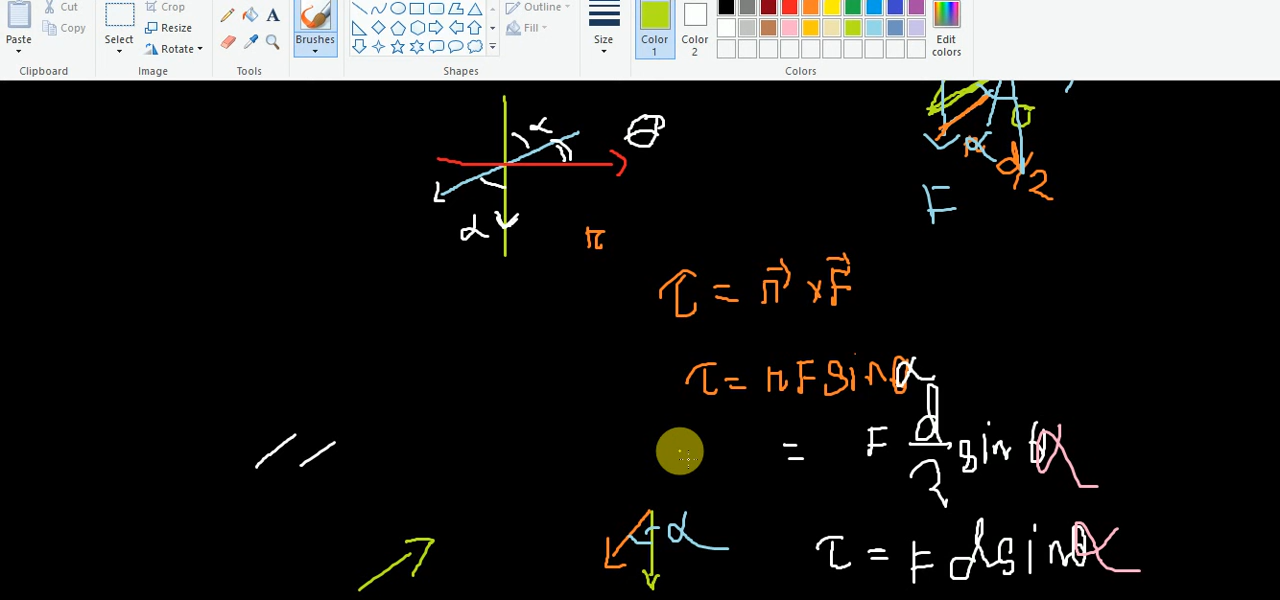 Cut
Crop
Outline
Copy
Resize
Fill
Paste
Select
Rotate
Brushes
Size
Color 1
Color 2
Edit colors
Clipboard
Image
Tools
Shapes
Colors
α
θ
α
α
d/2
F
α
r
τ = r⃗ × F⃗
τ = rF sin α
= F d/2 sin α
α
τ = F d sin α